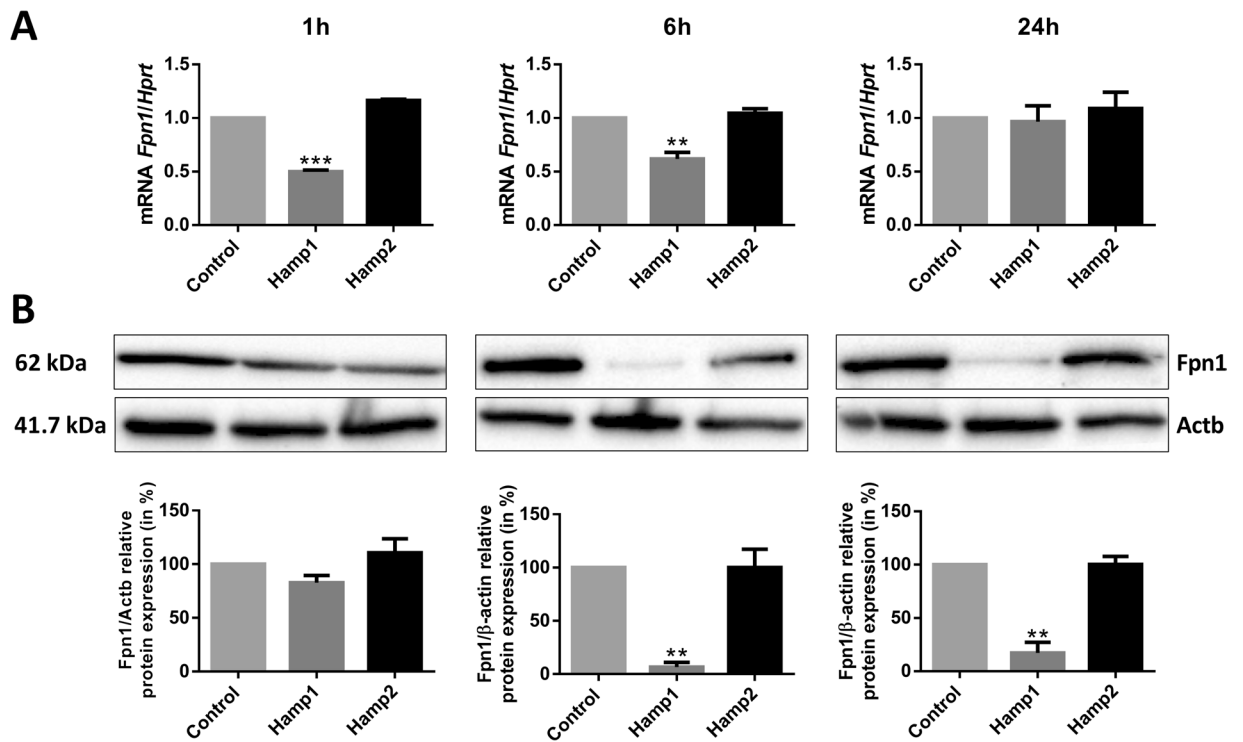 A
1h
6h
24h
mRNA Fpn1/Hprt
1.5
1.0
0.5
0.0
***
Control
Hamp1
Hamp2
mRNA Fpn1/Hprt
1.5
1.0
0.5
0.0
**
Control
Hamp1
Hamp2
mRNA Fpn1/Hprt
1.5
1.0
0.5
0.0
Control
Hamp1
Hamp2
B
62 kDa
Fpn1
41.7 kDa
Actb
Fpn1/Actb relative
protein expression (in %)
150
100
50
0
Control
Hamp1
Hamp2
Fpn1/β-actin relative
protein expression (in %)
150
100
50
0
**
Control
Hamp1
Hamp2
Fpn1/β-actin relative
protein expression (in %)
150
100
50
0
**
Control
Hamp1
Hamp2